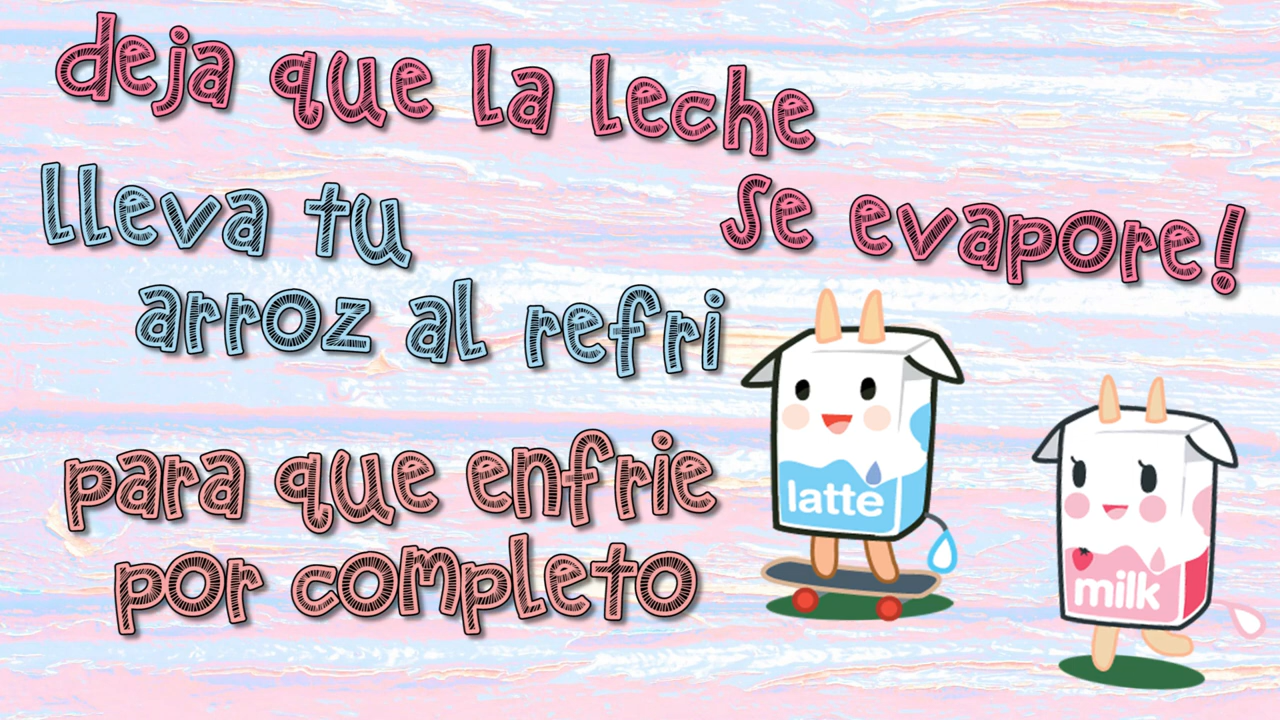 deja que la leche
se evapore!
lleva tu
arroz al refri
para que enfrie
por completo
latte
milk